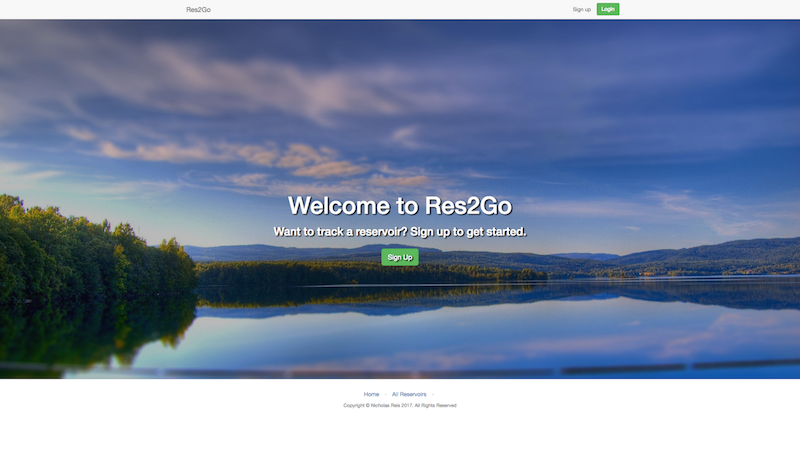 Res2Go
Sign up Login
Welcome to Res2Go
Want to track a reservoir? Sign up to get started.
Sign Up
Home · All Reservoirs ·
Copyright © Nicholas Reis 2017. All Rights Reserved